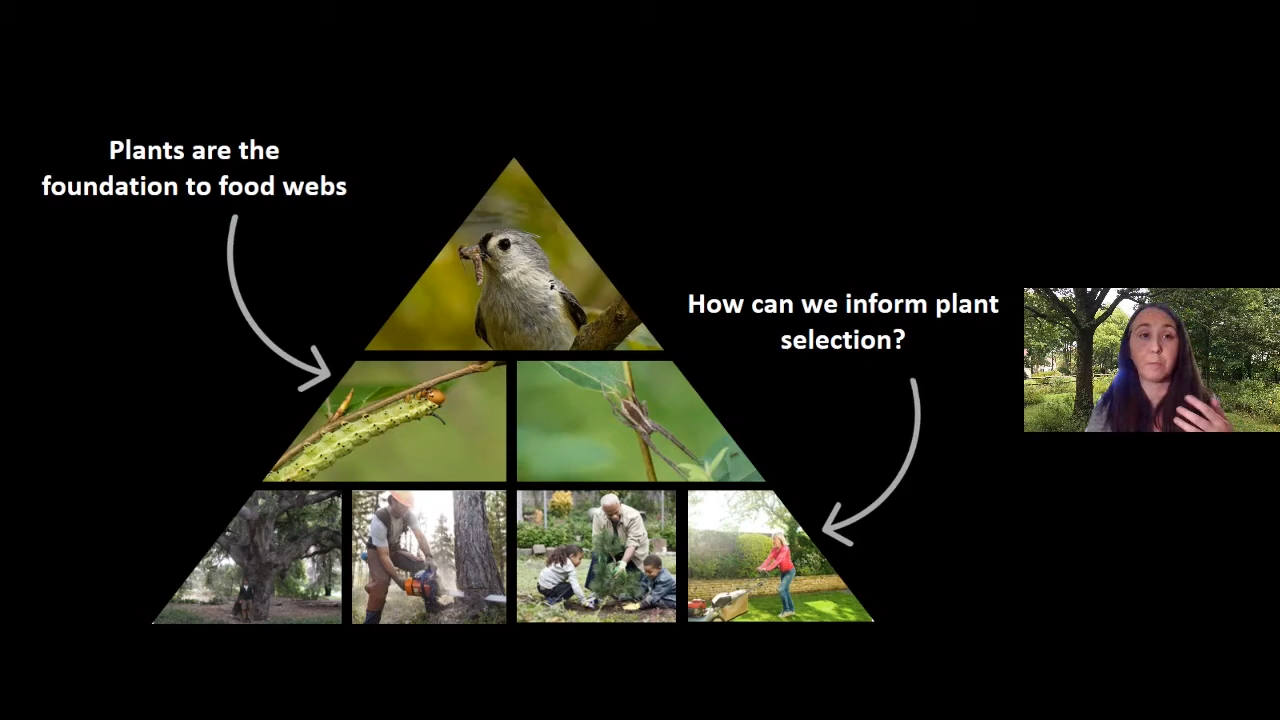 Plants are the
foundation to food webs
How can we inform plant
selection?